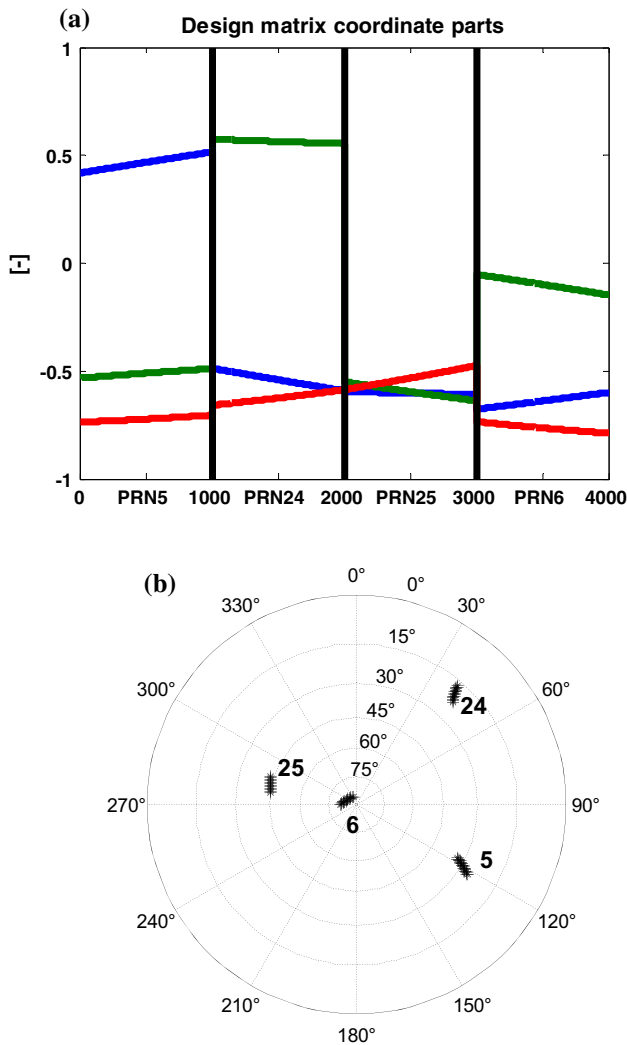 (a)
Design matrix coordinate parts
1
0.5
0
-0.5
-1
[-]
0 PRN5 1000 PRN24 2000 PRN25 3000 PRN6 4000
(b)
0° 0°
330° 30°
15°
300° 30° 60°
24
45°
60°
25 75°
270° 6 90°
5
240° 120°
210° 150°
180°